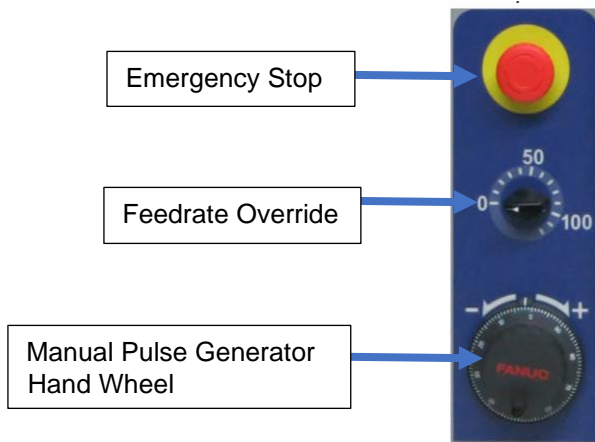 Emergency Stop
50
Feedrate Override
0
100
- +
Manual Pulse Generator
Hand Wheel
FANUC